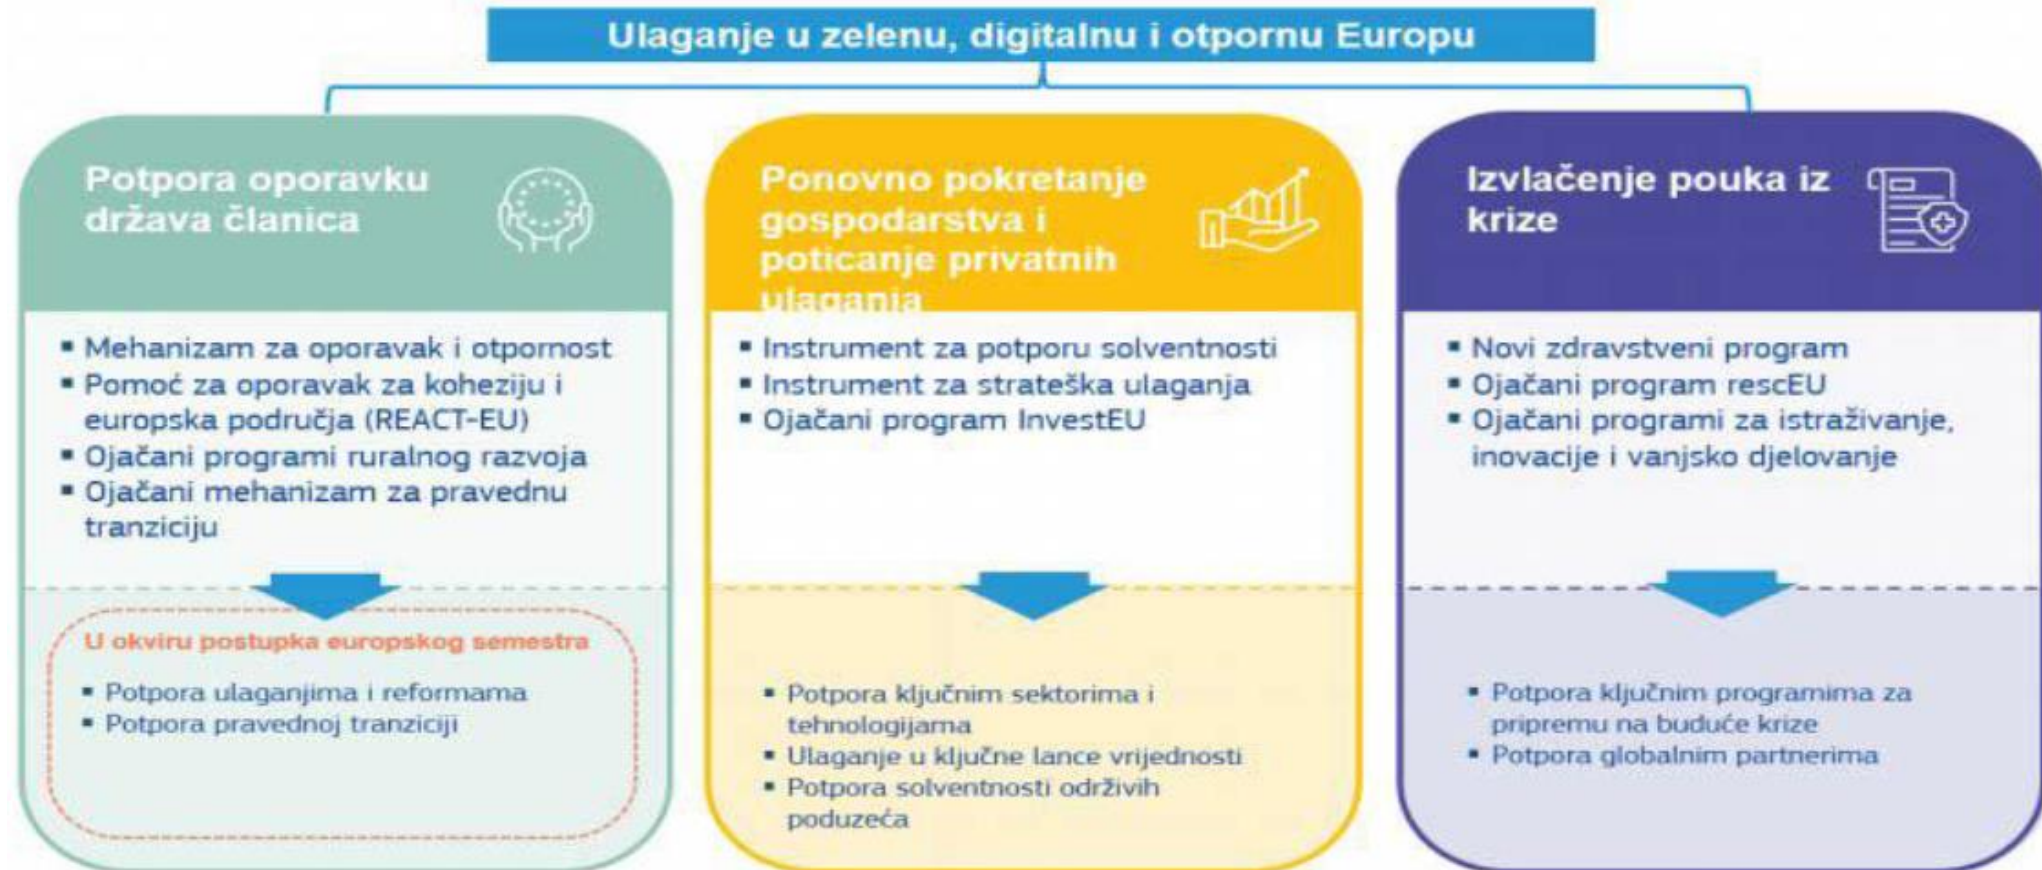 Ulaganje u zelenu, digitalnu i otpornu Europu
Potpora oporavku
država članica
▪ Mehanizam za oporavak i otpornost
▪ Pomoć za oporavak za koheziju i
europska područja (REACT-EU)
▪ Ojačani programi ruralnog razvoja
▪ Ojačani mehanizam za pravednu
tranziciju
U okviru postupka europskog semestra
▪ Potpora ulaganjima i reformama
▪ Potpora pravednoj tranziciji
Ponovno pokretanje
gospodarstva i
poticanje privatnih
ulaganja
▪ Instrument za potporu solventnosti
▪ Instrument za strateška ulaganja
▪ Ojačani program InvestEU
▪ Potpora ključnim sektorima i
tehnologijama
▪ Ulaganje u ključne lance vrijednosti
▪ Potpora solventnosti održivih
poduzeća
Izvlačenje pouka iz
krize
▪ Novi zdravstveni program
▪ Ojačani program rescEU
▪ Ojačani programi za istraživanje,
inovacije i vanjsko djelovanje
▪ Potpora ključnim programima za
pripremu na buduće krize
▪ Potpora globalnim partnerima